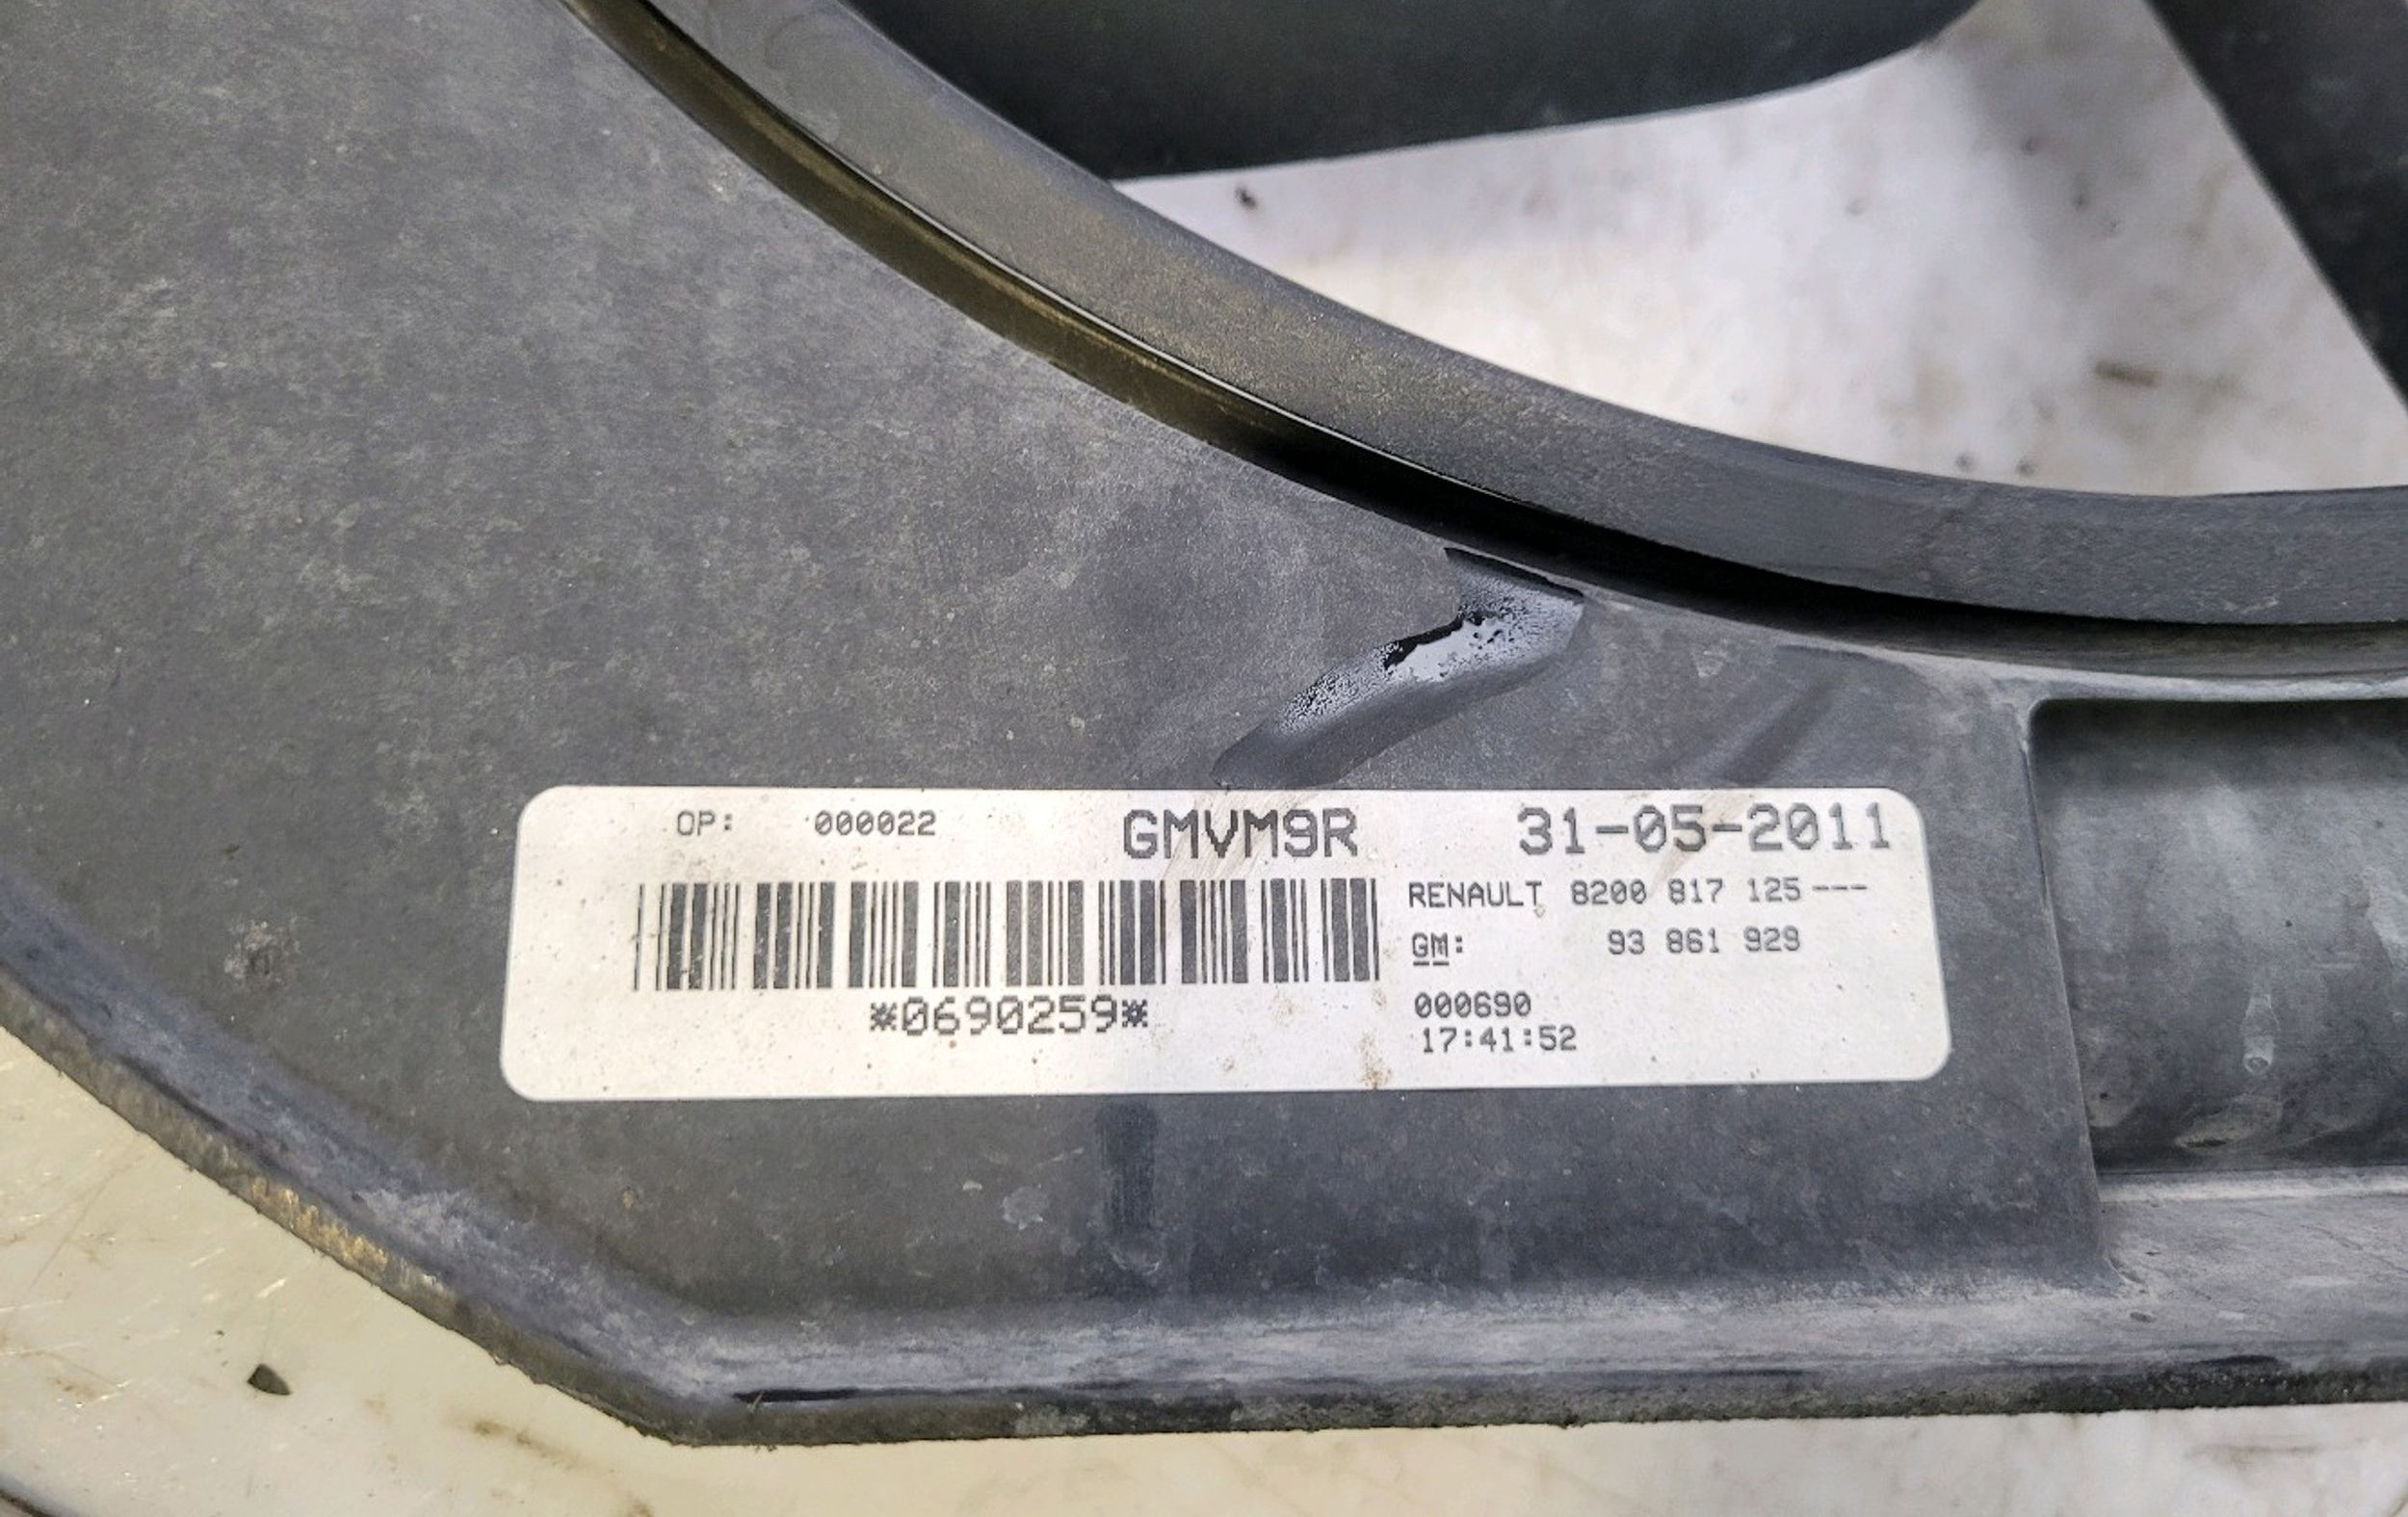 OP: 000022 GMVM9R 31-05-2011
RENAULT 8200 817 125 ---
GM: 93 861 929
*0690259*
000690
17:41:52